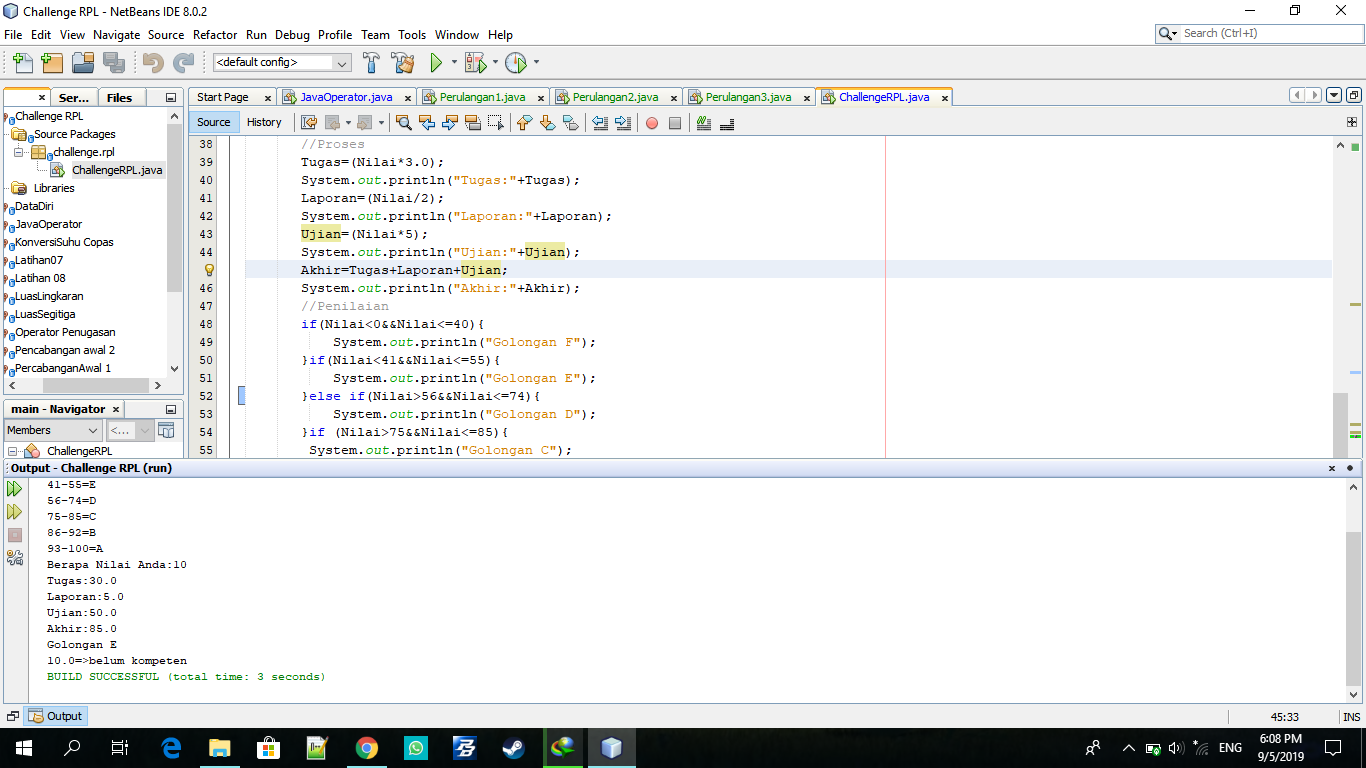 Challenge RPL - NetBeans IDE 8.0.2
File Edit View Navigate Source Refactor Run Debug Profile Team Tools Window Help
Search (Ctrl+I)
<default config>
Ser... Files
Challenge RPL
Source Packages
challenge.rpl
ChallengeRPL.java
Libraries
DataDiri
JavaOperator
KonversiSuhu Copas
Latihan07
Latihan 08
LuasLingkaran
LuasSegitiga
Operator Penugasan
Pencabangan awal 2
PercabanganAwal 1
main - Navigator
Members <...
ChallengeRPL
Start Page JavaOperator.java Perulangan1.java Perulangan2.java Perulangan3.java ChallengeRPL.java
Source History
38 //Proses
39 Tugas=(Nilai*3.0);
40 System.out.println("Tugas:"+Tugas);
41 Laporan=(Nilai/2);
42 System.out.println("Laporan:"+Laporan);
43 Ujian=(Nilai*5);
44 System.out.println("Ujian:"+Ujian);
Akhir=Tugas+Laporan+Ujian;
46 System.out.println("Akhir:"+Akhir);
47 //Penilaian
48 if(Nilai<0&&Nilai<=40){
49 System.out.println("Golongan F");
50 }if(Nilai<41&&Nilai<=55){
51 System.out.println("Golongan E");
52 }else if(Nilai>56&&Nilai<=74){
53 System.out.println("Golongan D");
54 }if (Nilai>75&&Nilai<=85){
55 System.out.println("Golongan C");
Output - Challenge RPL (run)
41-55=E
56-74=D
75-85=C
86-92=B
93-100=A
Berapa Nilai Anda:10
Tugas:30.0
Laporan:5.0
Ujian:50.0
Akhir:85.0
Golongan E
10.0=>belum kompeten
BUILD SUCCESSFUL (total time: 3 seconds)
Output
45:33 INS
ENG
6:08 PM
9/5/2019